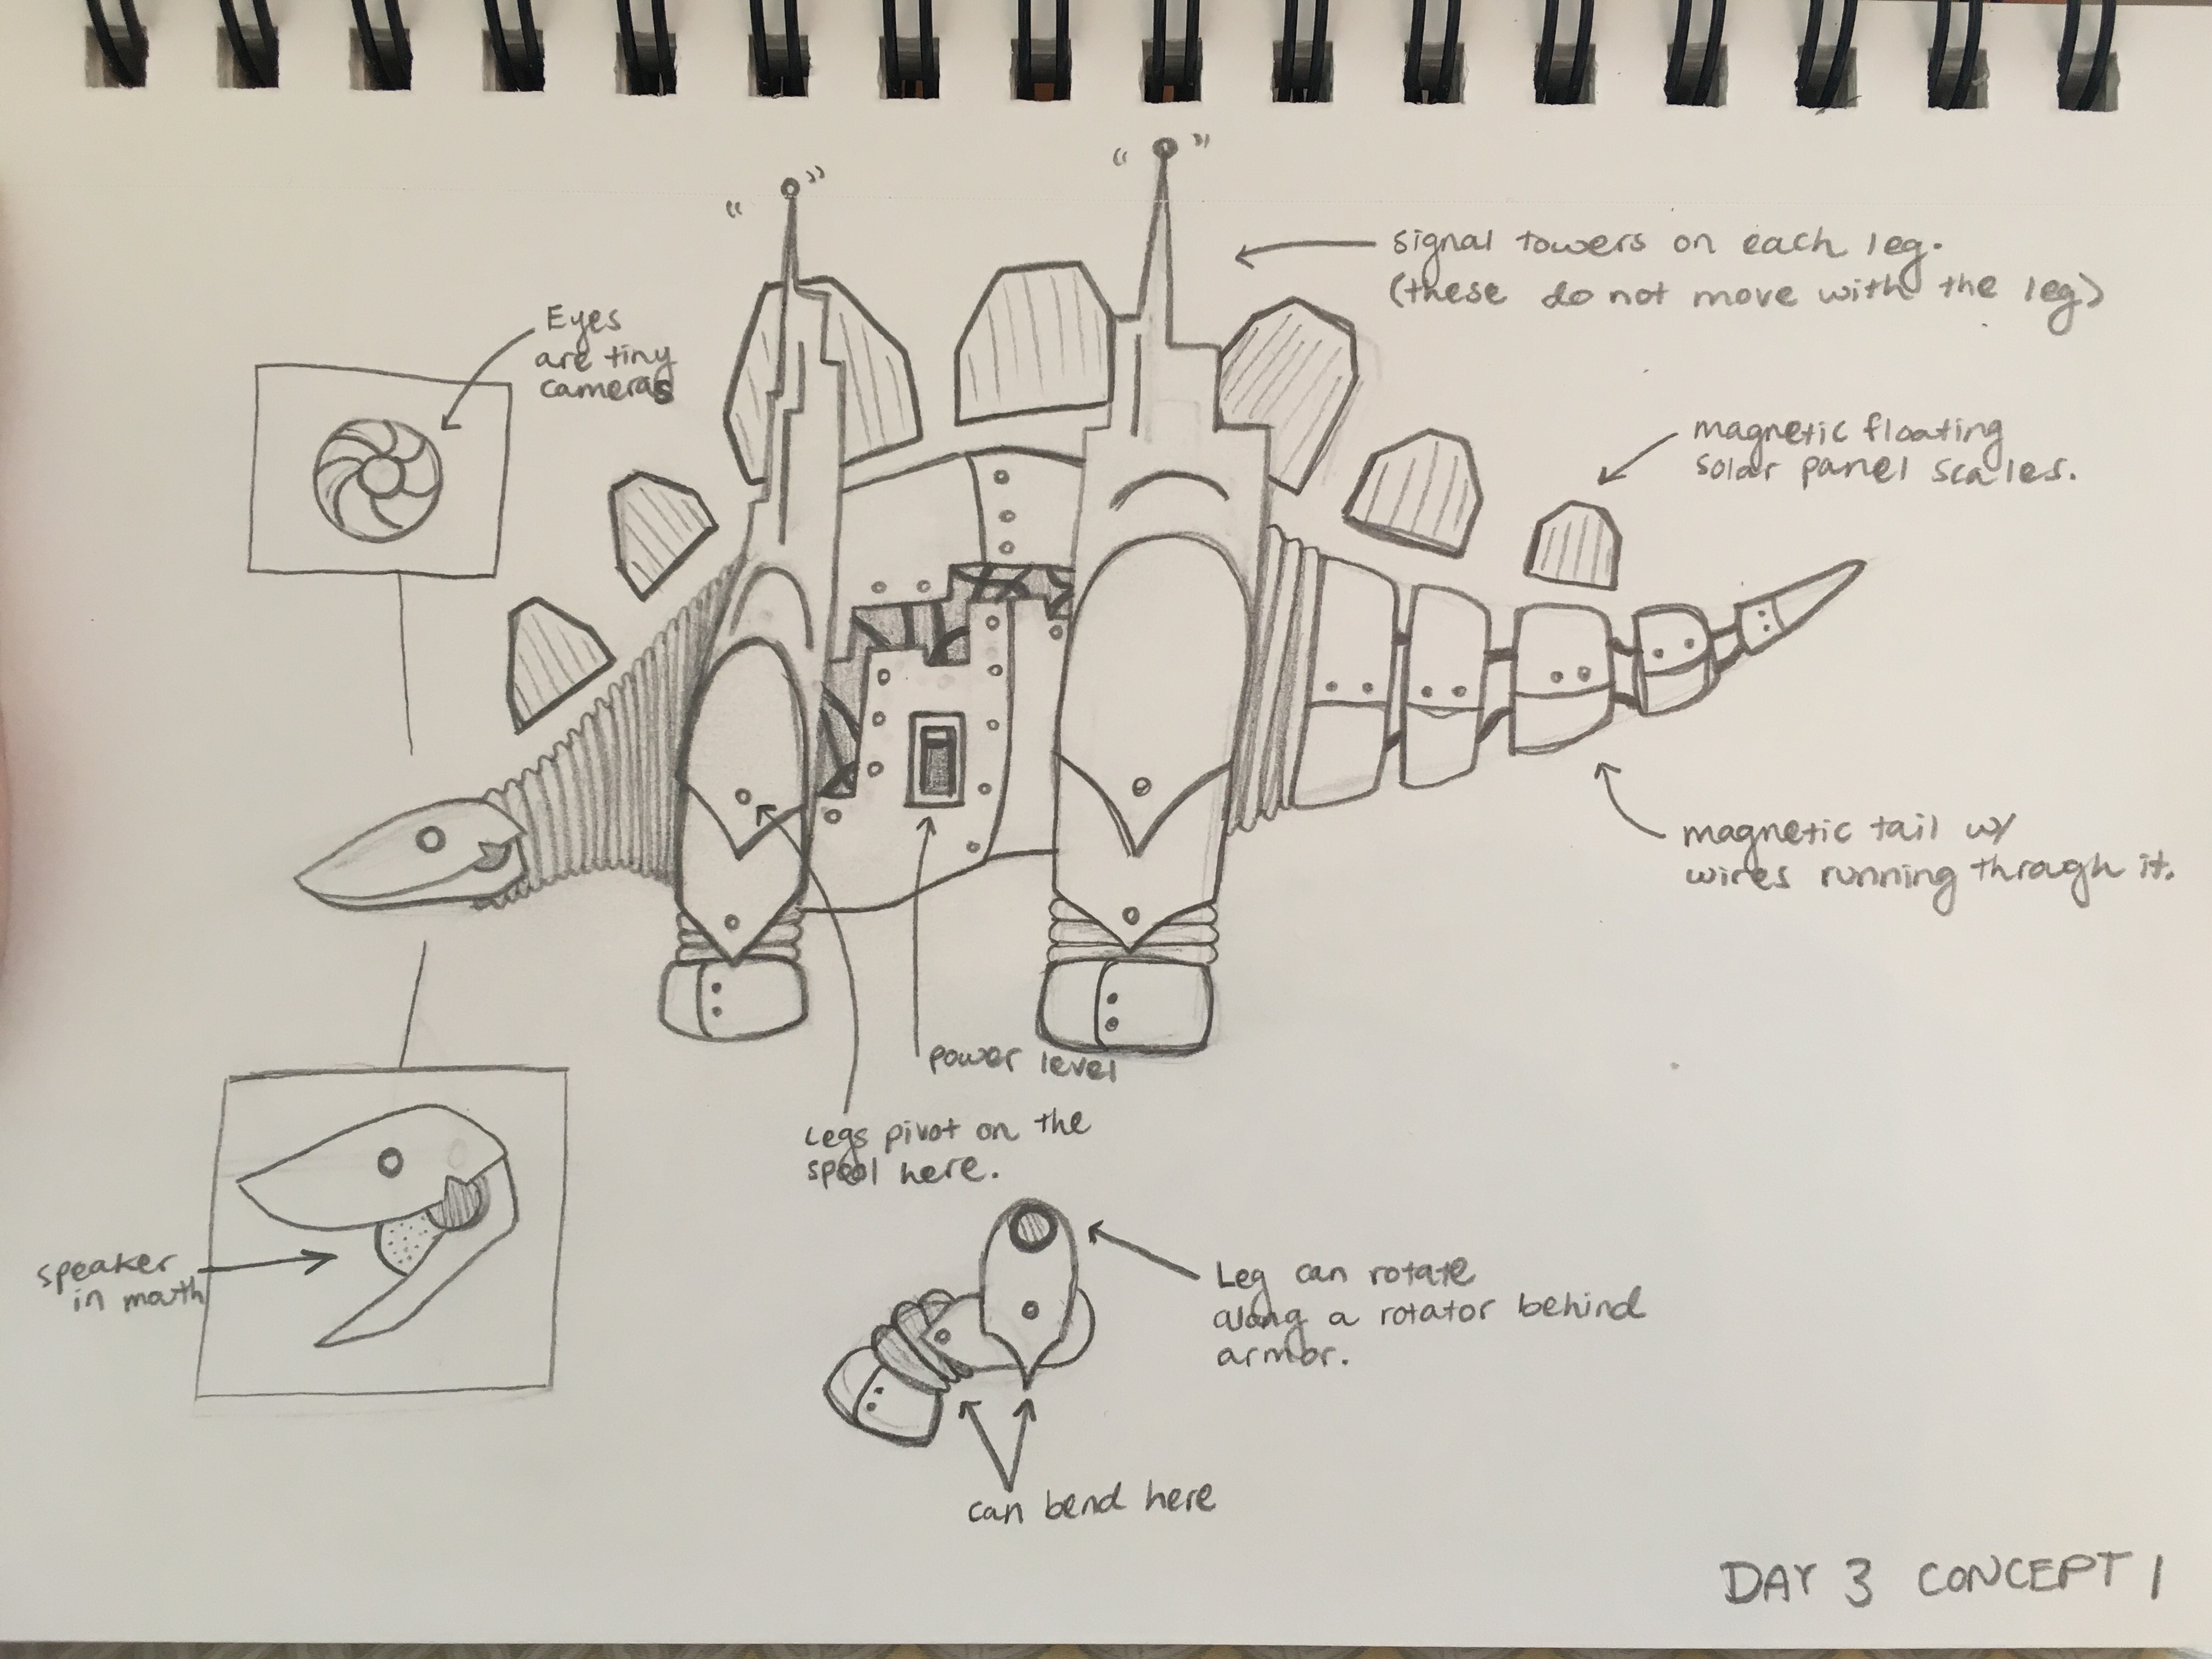 signal towers on each leg.
(these do not move with the leg)
Eyes
are tiny
cameras
magnetic floating
solar panel scales.
magnetic tail w/
wires running through it.
power level
Legs pivot on the
spool here.
speaker
in mouth
Leg can rotate
along a rotator behind
armor.
can bend here
DAY 3 CONCEPT 1